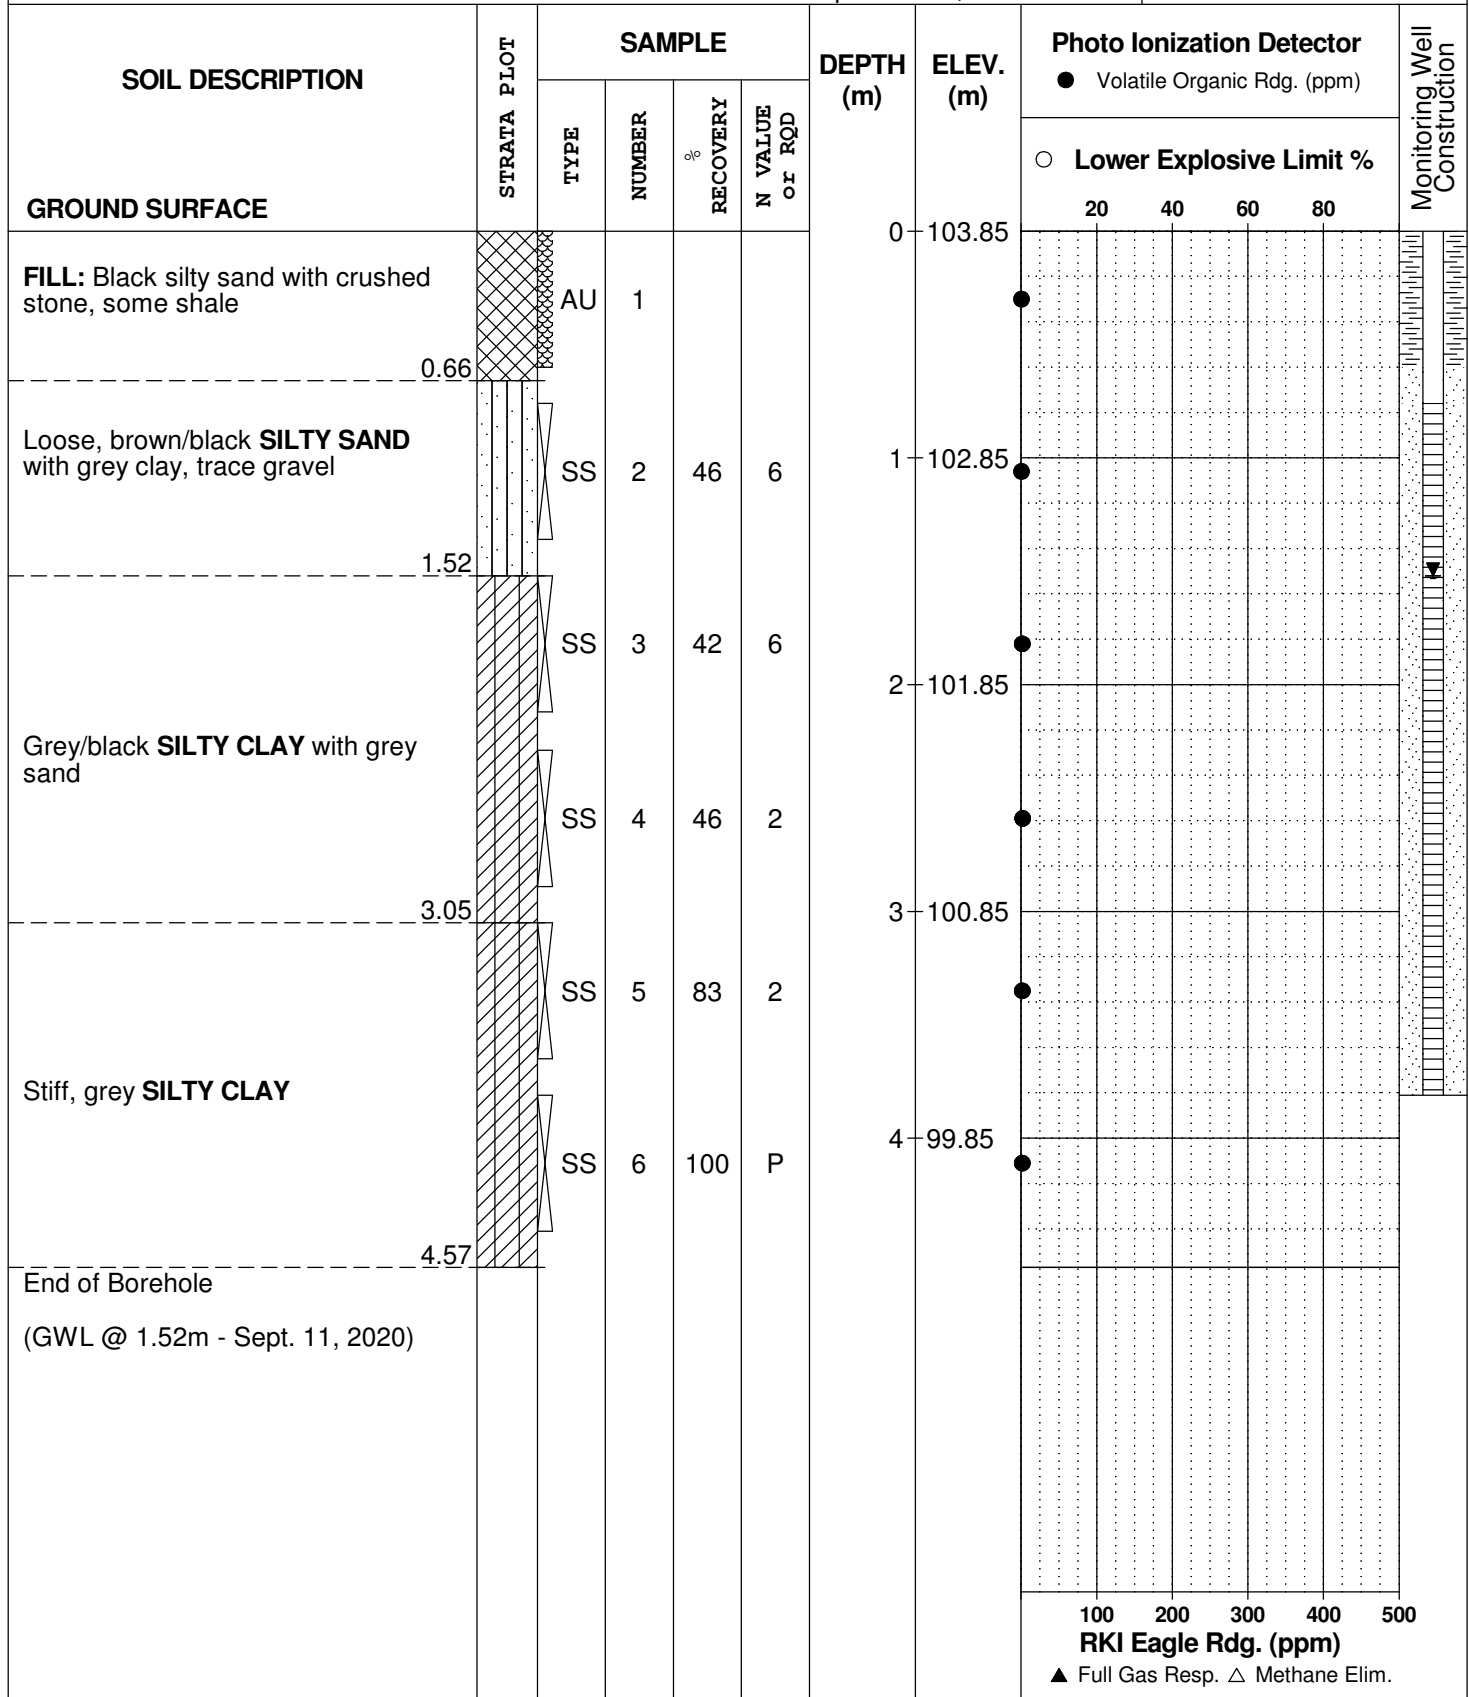 SOIL DESCRIPTION
GROUND SURFACE
STRATA PLOT
SAMPLE
TYPE
NUMBER
%
RECOVERY
N VALUE
or RQD
DEPTH
(m)
ELEV.
(m)
Photo Ionization Detector
● Volatile Organic Rdg. (ppm)
○ Lower Explosive Limit %
20 40 60 80
Monitoring Well
Construction
0 103.85
FILL: Black silty sand with crushed
stone, some shale
AU 1
0.66
Loose, brown/black SILTY SAND
with grey clay, trace gravel
1 102.85
SS 2 46 6
1.52
SS 3 42 6
2 101.85
Grey/black SILTY CLAY with grey
sand
SS 4 46 2
3.05
3 100.85
SS 5 83 2
Stiff, grey SILTY CLAY
4 99.85
SS 6 100 P
4.57
End of Borehole
(GWL @ 1.52m - Sept. 11, 2020)
100 200 300 400 500
RKI Eagle Rdg. (ppm)
▲ Full Gas Resp. △ Methane Elim.